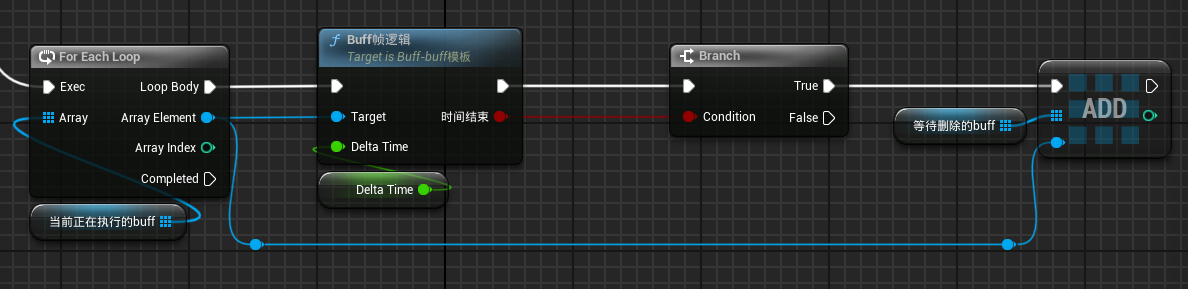 For Each Loop
Exec
Loop Body
Array
Array Element
Array Index
Completed
当前正在执行的buff
Buff帧逻辑
Target is Buff-buff模板
Target
时间结束
Delta Time
Delta Time
Branch
True
Condition
False
等待删除的buff
ADD